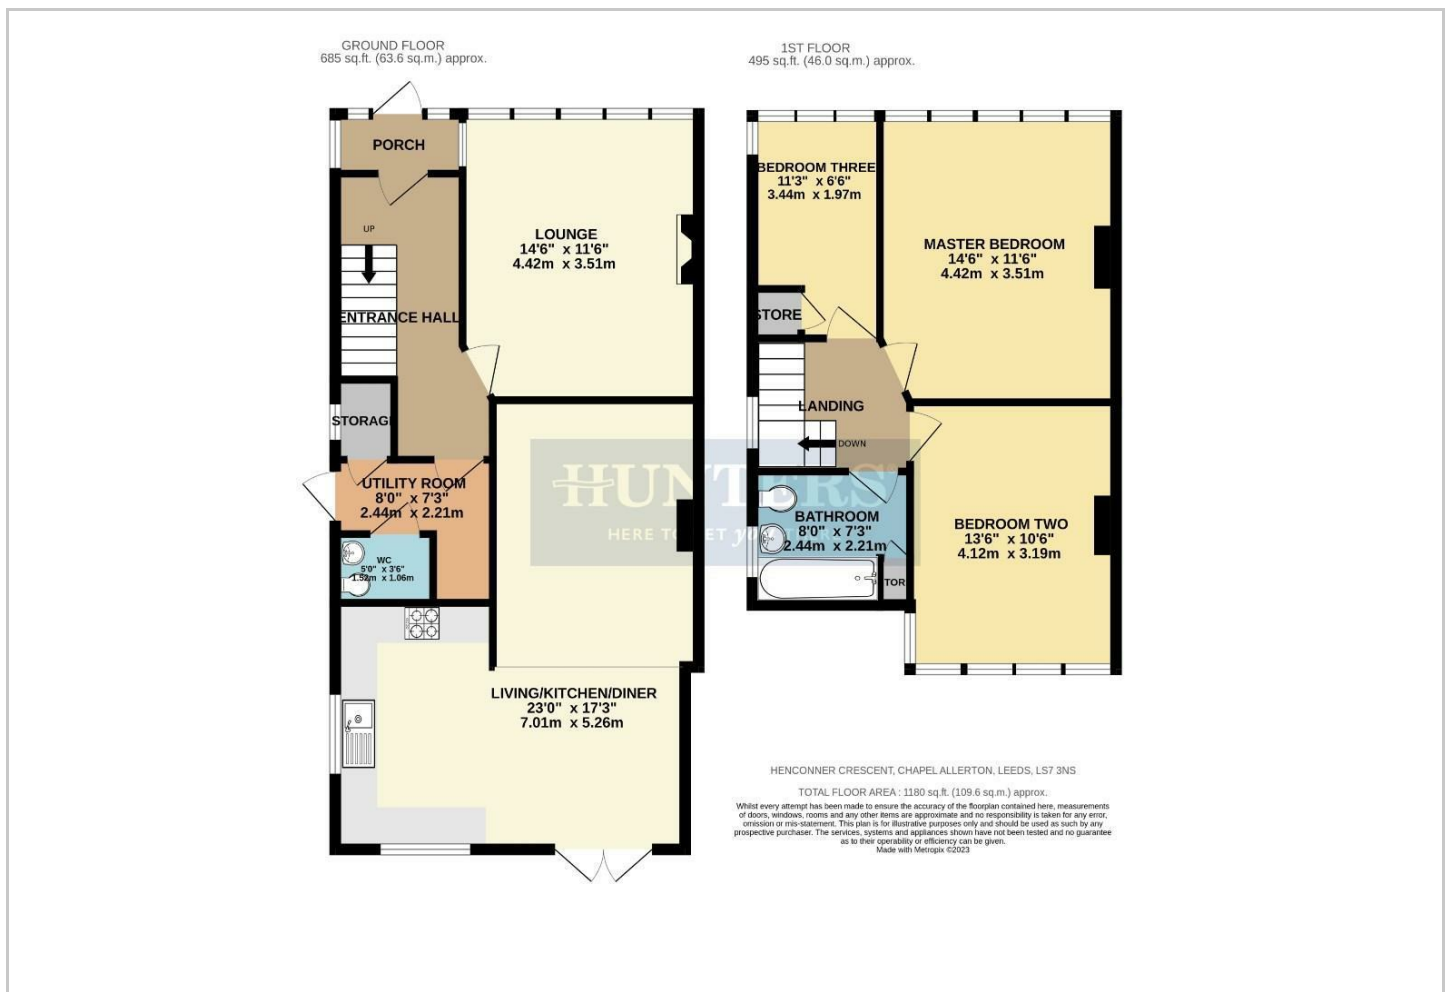 GROUND FLOOR
685 sq.ft. (63.6 sq.m.) approx.
PORCH
UP
LOUNGE
14'6" x 11'6"
4.42m x 3.51m
ENTRANCE HALL
STORAGE
UTILITY ROOM
8'0" x 7'3"
2.44m x 2.21m
WC
5'0" x 3'6"
1.52m x 1.06m
LIVING/KITCHEN/DINER
23'0" x 17'3"
7.01m x 5.26m
1ST FLOOR
495 sq.ft. (46.0 sq.m.) approx.
BEDROOM THREE
11'3" x 6'6"
3.44m x 1.97m
MASTER BEDROOM
14'6" x 11'6"
4.42m x 3.51m
STORE
LANDING
DOWN
BATHROOM
8'0" x 7'3"
2.44m x 2.21m
TOR
BEDROOM TWO
13'6" x 10'6"
4.12m x 3.19m
HUNTERS
HERE TO GET you THERE
HENCONNER CRESCENT, CHAPEL ALLERTON, LEEDS, LS7 3NS
TOTAL FLOOR AREA : 1180 sq.ft. (109.6 sq.m.) approx.
Whilst every attempt has been made to ensure the accuracy of the floorplan contained here, measurements
of doors, windows, rooms and any other items are approximate and no responsibility is taken for any error,
omission or mis-statement. This plan is for illustrative purposes only and should be used as such by any
prospective purchaser. The services, systems and appliances shown have not been tested and no guarantee
as to their operability or efficiency can be given.
Made with Metropix ©2023